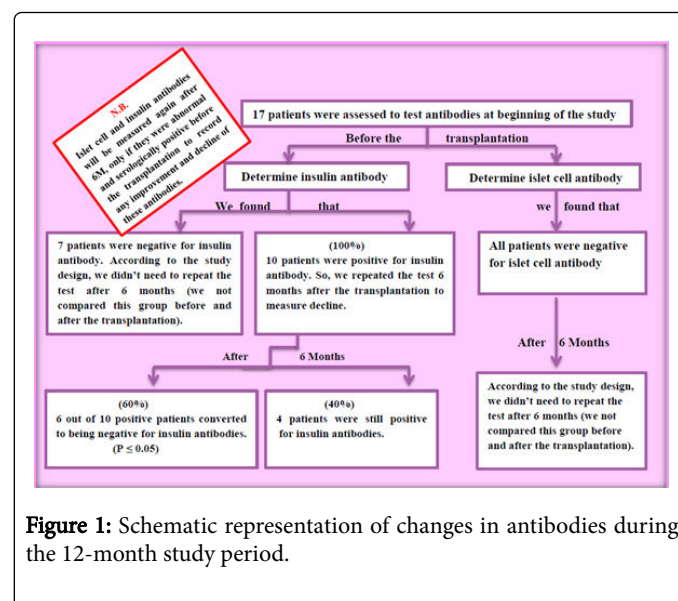 N.B.
Islet cell and insulin antibodies
will be measured again after
6M, only if they were abnormal
and serologically positive before
the transplantation to record
any improvement and decline of
these antibodies.
17 patients were assessed to test antibodies at beginning of the study
Before the transplantation
Determine insulin antibody
Determine islet cell antibody
We found that
we found that
7 patients were negative for insulin
antibody. According to the study
design, we didn't need to repeat the
test after 6 months (we not
compared this group before and
after the transplantation).
(100%)
10 patients were positive for insulin
antibody. So, we repeated the test 6
months after the transplantation to
measure decline.
All patients were negative
for islet cell antibody
After 6 Months
After 6 Months
(60%)
6 out of 10 positive patients converted
to being negative for insulin antibodies.
(P ≤ 0.05)
(40%)
4 patients were still positive
for insulin antibodies.
According to the study design,
we didn't need to repeat the
test after 6 months (we not
compared this group before
and after the transplantation).
Figure 1: Schematic representation of changes in antibodies during
the 12-month study period.